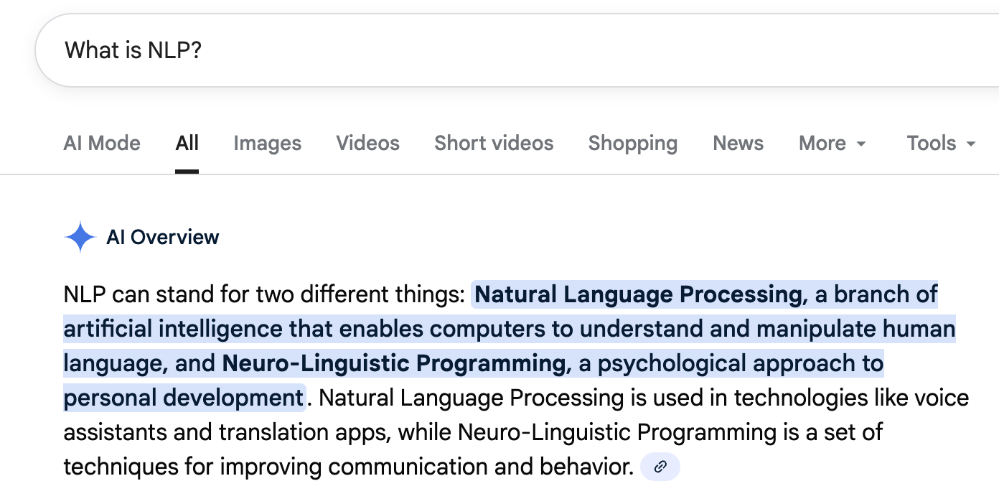 What is NLP?
AI Mode All Images Videos Short videos Shopping News More Tools
AI Overview
NLP can stand for two different things: Natural Language Processing, a branch of
artificial intelligence that enables computers to understand and manipulate human
language, and Neuro-Linguistic Programming, a psychological approach to
personal development. Natural Language Processing is used in technologies like voice
assistants and translation apps, while Neuro-Linguistic Programming is a set of
techniques for improving communication and behavior.